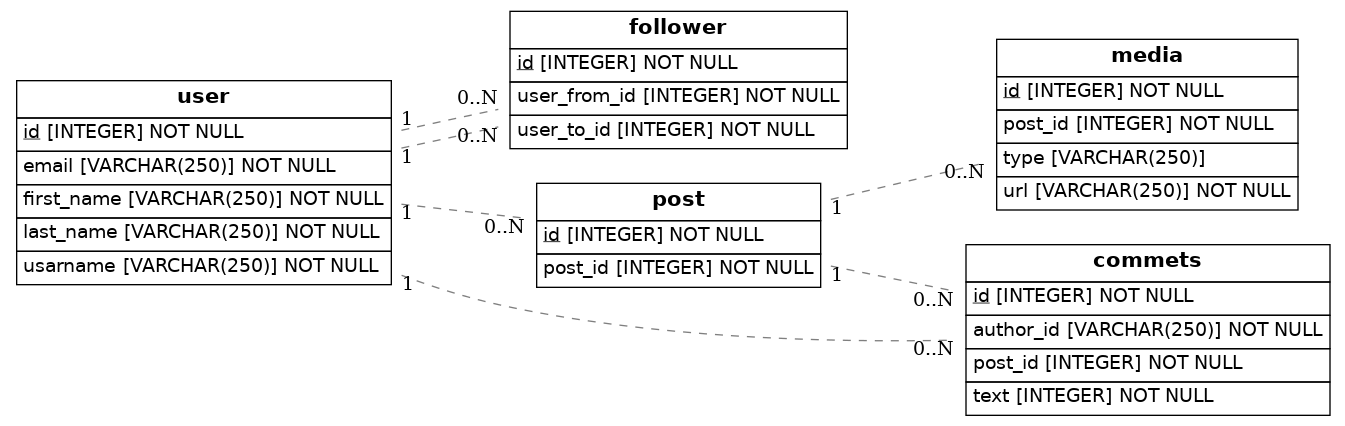 user
id [INTEGER] NOT NULL
email [VARCHAR(250)] NOT NULL
first_name [VARCHAR(250)] NOT NULL
last_name [VARCHAR(250)] NOT NULL
usarname [VARCHAR(250)] NOT NULL
1
0..N
1
0..N
1
0..N
1
0..N
follower
id [INTEGER] NOT NULL
user_from_id [INTEGER] NOT NULL
user_to_id [INTEGER] NOT NULL
post
id [INTEGER] NOT NULL
post_id [INTEGER] NOT NULL
1
0..N
1
0..N
media
id [INTEGER] NOT NULL
post_id [INTEGER] NOT NULL
type [VARCHAR(250)]
url [VARCHAR(250)] NOT NULL
commets
id [INTEGER] NOT NULL
author_id [VARCHAR(250)] NOT NULL
post_id [INTEGER] NOT NULL
text [INTEGER] NOT NULL